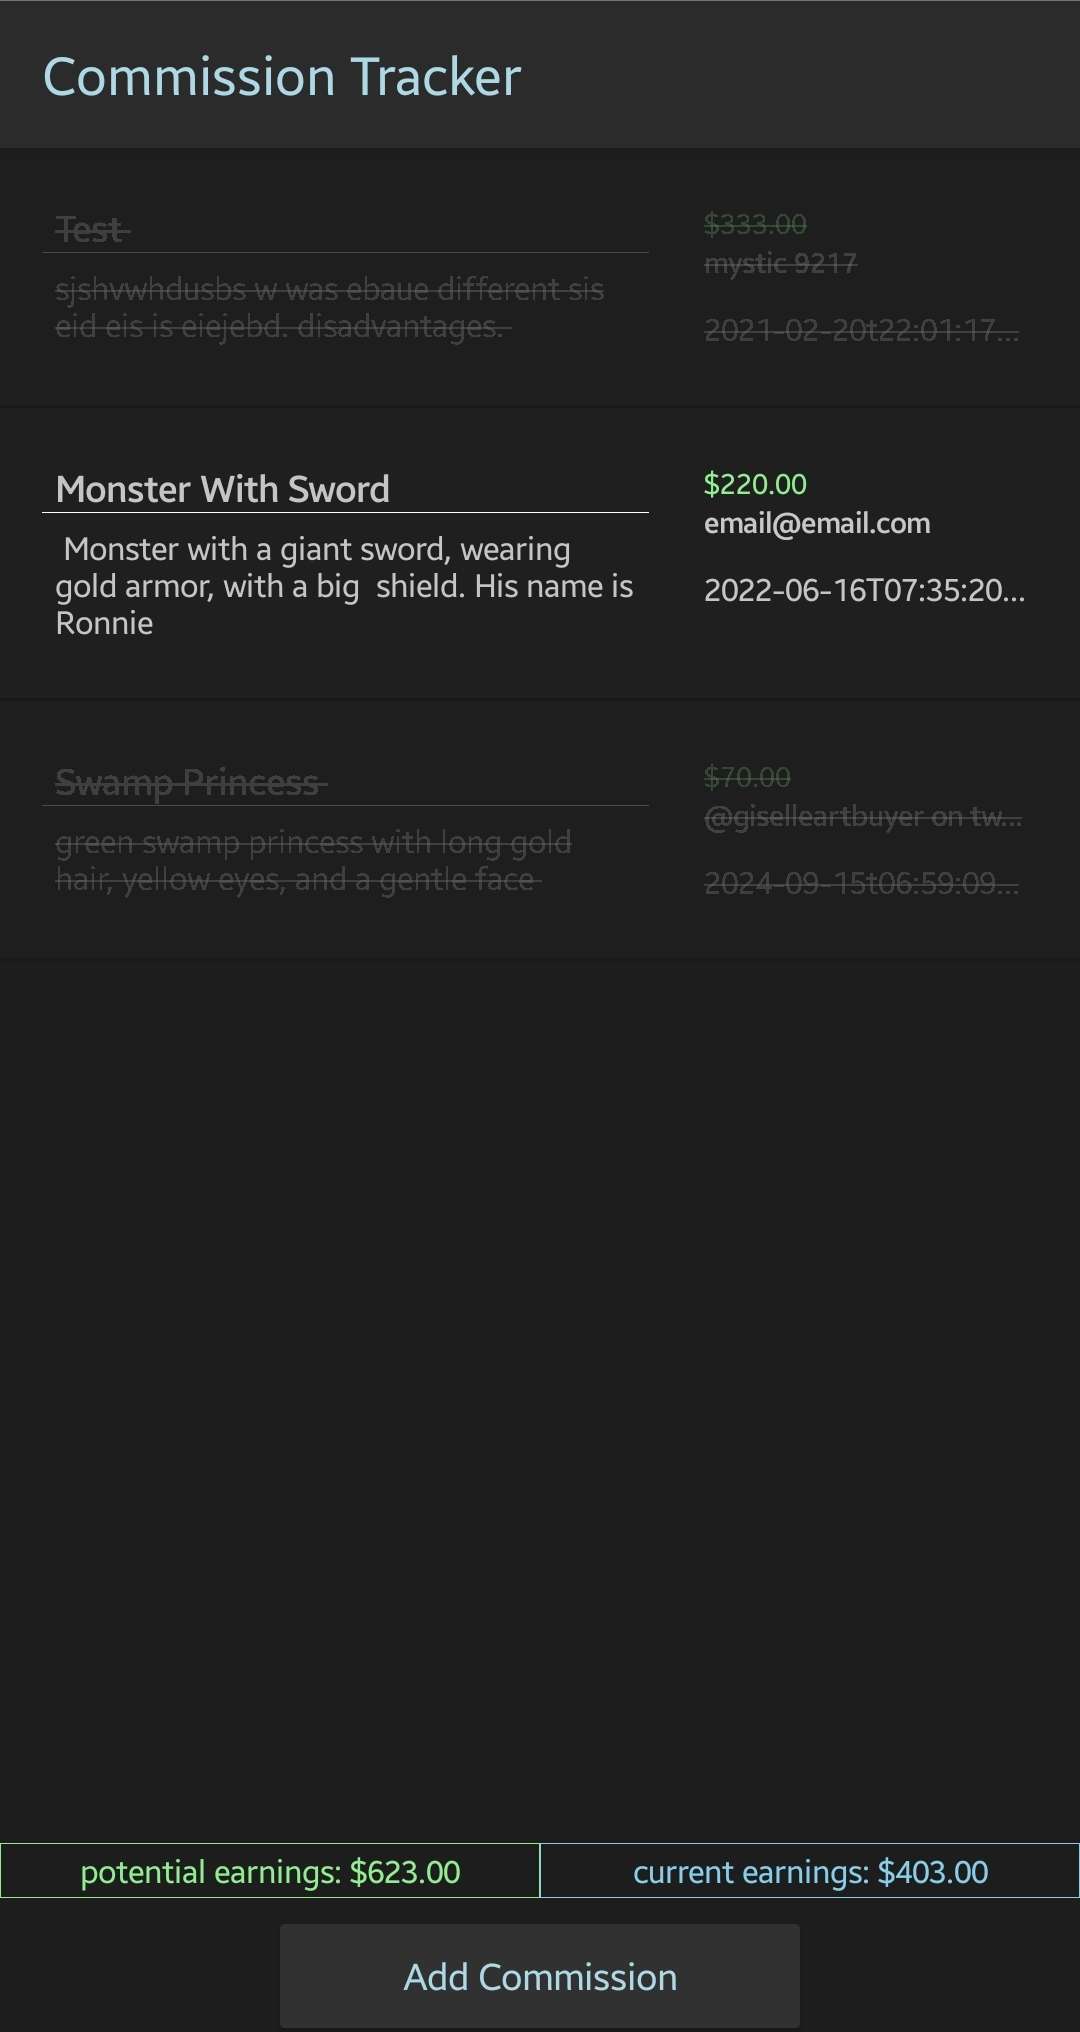 Commission Tracker
Test
$333.00
mystic 9217
sjshvwhdusbs w was ebaue different sis
eid eis is eiejebd. disadvantages.
2021-02-20t22:01:17...
Monster With Sword
$220.00
email@email.com
Monster with a giant sword, wearing
gold armor, with a big  shield. His name is
Ronnie
2022-06-16T07:35:20...
Swamp Princess
$70.00
@giselleartbuyer on tw...
green swamp princess with long gold
hair, yellow eyes, and a gentle face
2024-09-15t06:59:09...
potential earnings: $623.00
current earnings: $403.00
Add Commission